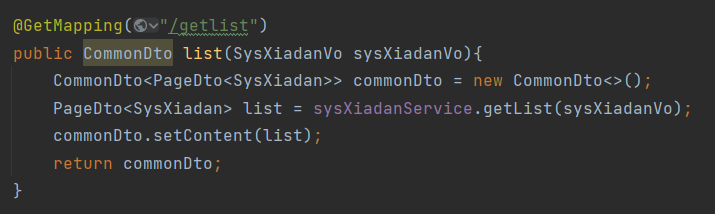 @GetMapping("/getlist")
public CommonDto list(SysXiadanVo sysXiadanVo){
    CommonDto<PageDto<SysXiadan>> commonDto = new CommonDto<>();
    PageDto<SysXiadan> list = sysXiadanService.getList(sysXiadanVo);
    commonDto.setContent(list);
    return commonDto;
}